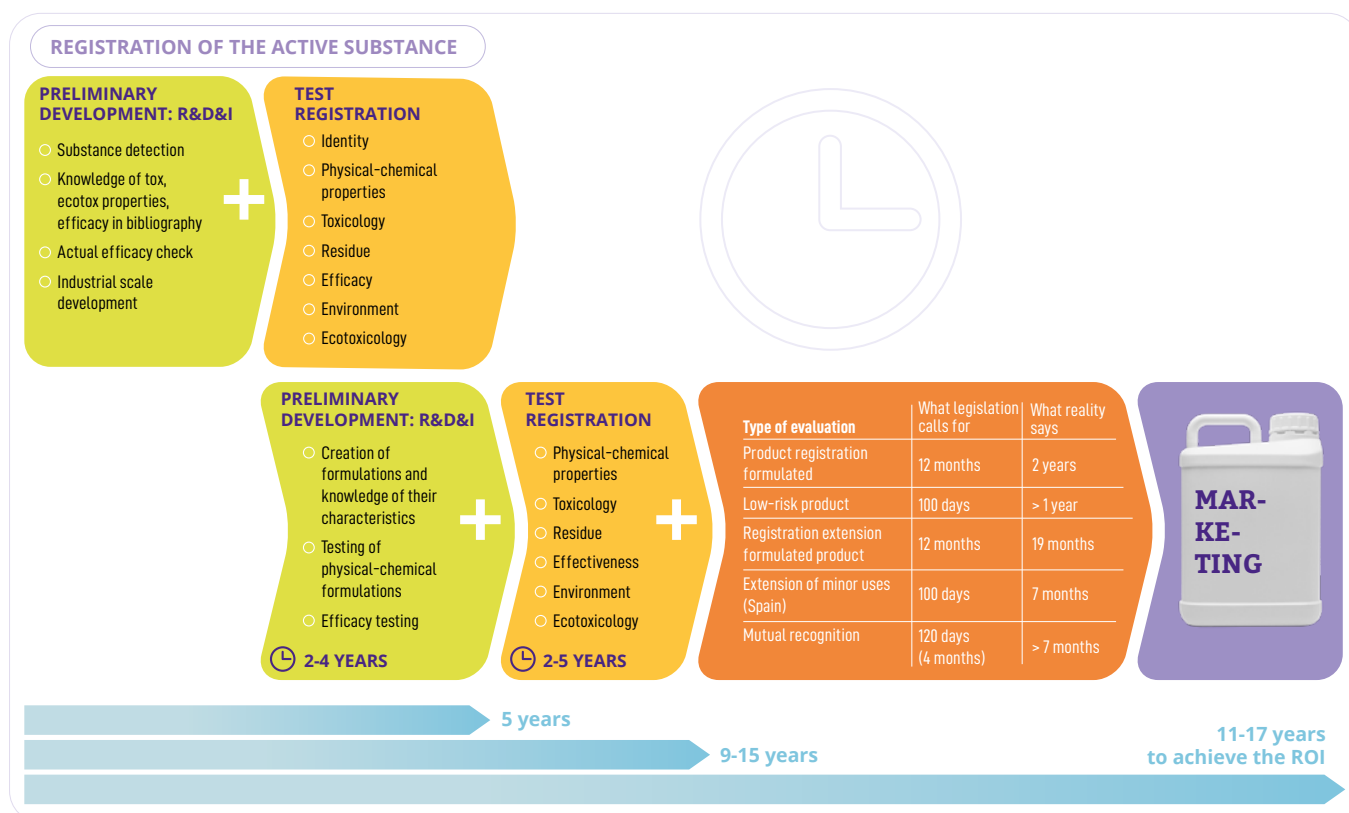 REGISTRATION OF THE ACTIVE SUBSTANCE
PRELIMINARY
DEVELOPMENT: R&D&I
Substance detection
Knowledge of tox,
ecotox properties,
efficacy in bibliography
Actual efficacy check
Industrial scale
development
+
TEST
REGISTRATION
Identity
Physical-chemical
properties
Toxicology
Residue
Efficacy
Environment
Ecotoxicology
PRELIMINARY
DEVELOPMENT: R&D&I
Creation of
formulations and
knowledge of their
characteristics
Testing of
physical-chemical
formulations
Efficacy testing
2-4 YEARS
+
TEST
REGISTRATION
Physical-chemical
properties
Toxicology
Residue
Effectiveness
Environment
Ecotoxicology
2-5 YEARS
+
Type of evaluation
What legislation
calls for
What reality
says
Product registration
formulated
12 months
2 years
Low-risk product
100 days
> 1 year
Registration extension
formulated product
12 months
19 months
Extension of minor uses
(Spain)
100 days
7 months
Mutual recognition
120 days
(4 months)
> 7 months
MAR-
KE-
TING
5 years
9-15 years
11-17 years
to achieve the ROI